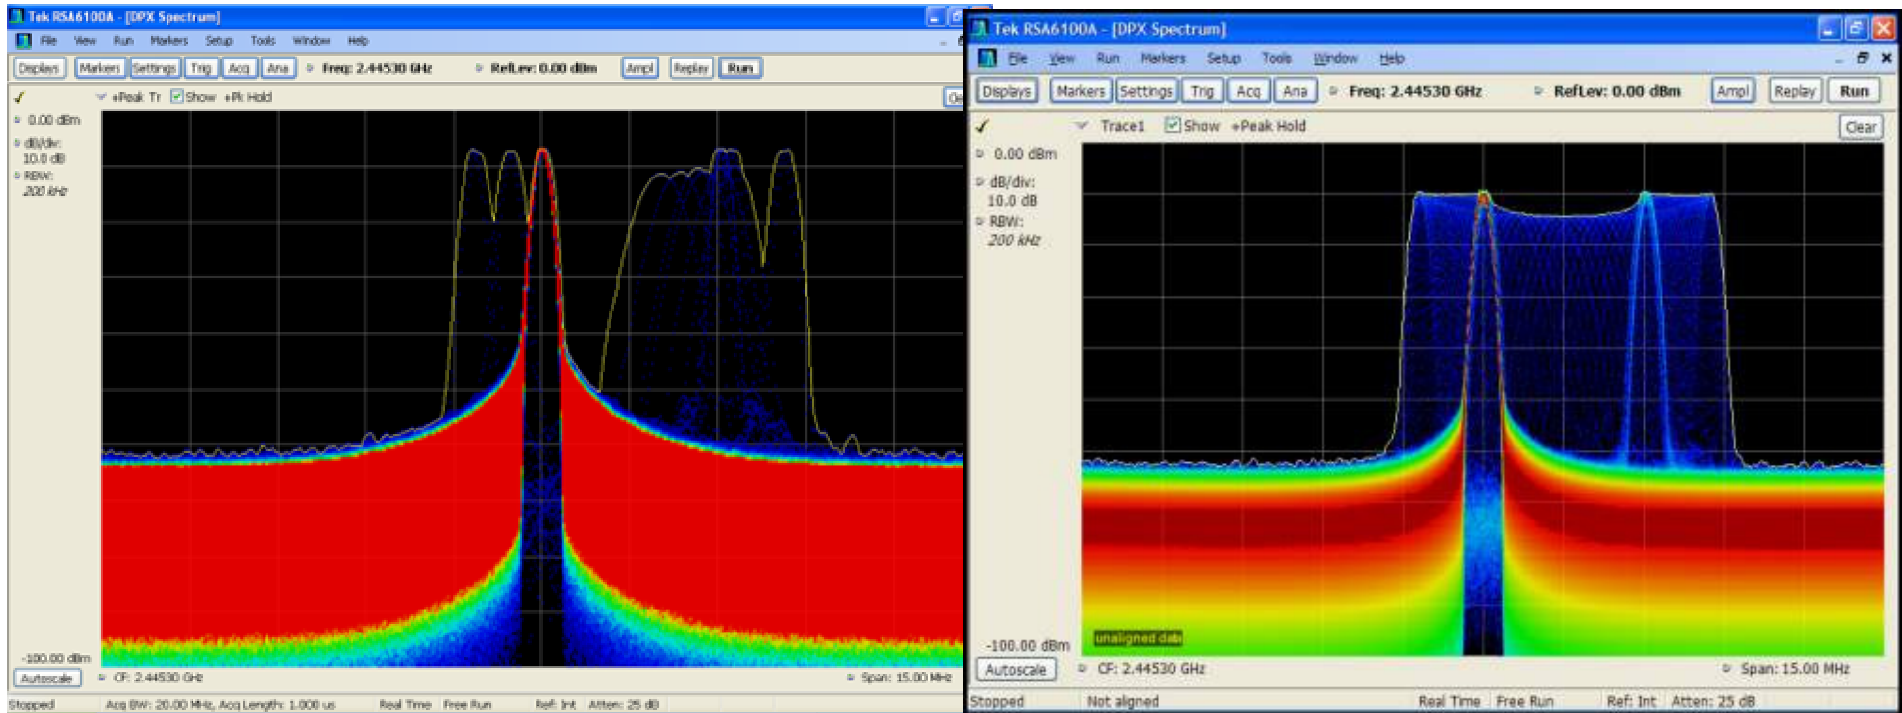 Tek RSA6100A - [DPX Spectrum]
File View Run Markers Setup Tools Window Help
Displays Markers Settings Trig Acq Ana Freq: 2.44530 GHz RefLev: 0.00 dBm Ampl Replay Run
+Peak Tr Show +Pk Hold
0.00 dBm
dB/div:
10.0 dB
RBW:
200 kHz
-100.00 dBm
Autoscale CF: 2.44530 GHz Span: 15.00 MHz
Stopped Acq BW: 20.00 MHz, Acq Length: 1.000 us Real Time Free Run Ref: Int Atten: 25 dB
Tek RSA6100A - [DPX Spectrum]
File View Run Markers Setup Tools Window Help
Displays Markers Settings Trig Acq Ana Freq: 2.44530 GHz RefLev: 0.00 dBm Ampl Replay Run
Trace1 Show +Peak Hold Clear
0.00 dBm
dB/div:
10.0 dB
RBW:
200 kHz
unaligned data
-100.00 dBm
Autoscale CF: 2.44530 GHz Span: 15.00 MHz
Stopped Not aligned Real Time Free Run Ref: Int Atten: 25 dB